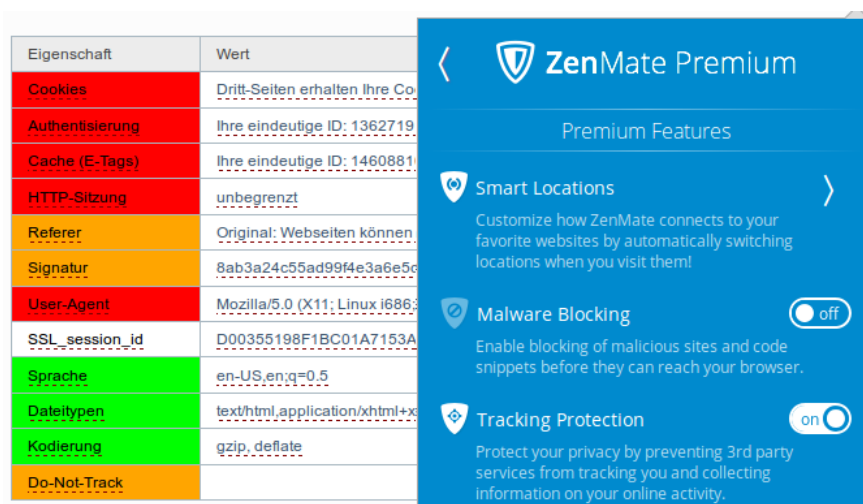 Eigenschaft Wert
Cookies Dritt-Seiten erhalten Ihre
Authentisierung Ihre eindeutige ID: 1362719
Cache (E-Tags) Ihre eindeutige ID: 1460881
HTTP-Sitzung unbegrenzt
Referer Original: Webseiten können
Signatur 8ab3a24c55ad99f4e3a6e5
User-Agent Mozilla/5.0 (X11; Linux i686;
SSL_session_id D00355198F1BC01A7153A
Sprache en-US,en;q=0.5
Dateitypen text/html,application/xhtml+x
Kodierung gzip, deflate
Do-Not-Track
ZenMate Premium
Premium Features
Smart Locations
Customize how ZenMate connects to your
favorite websites by automatically switching
locations when you visit them!
Malware Blocking off
Enable blocking of malicious sites and code
snippets before they can reach your browser.
Tracking Protection on
Protect your privacy by preventing 3rd party
services from tracking you and collecting
information on your online activity.